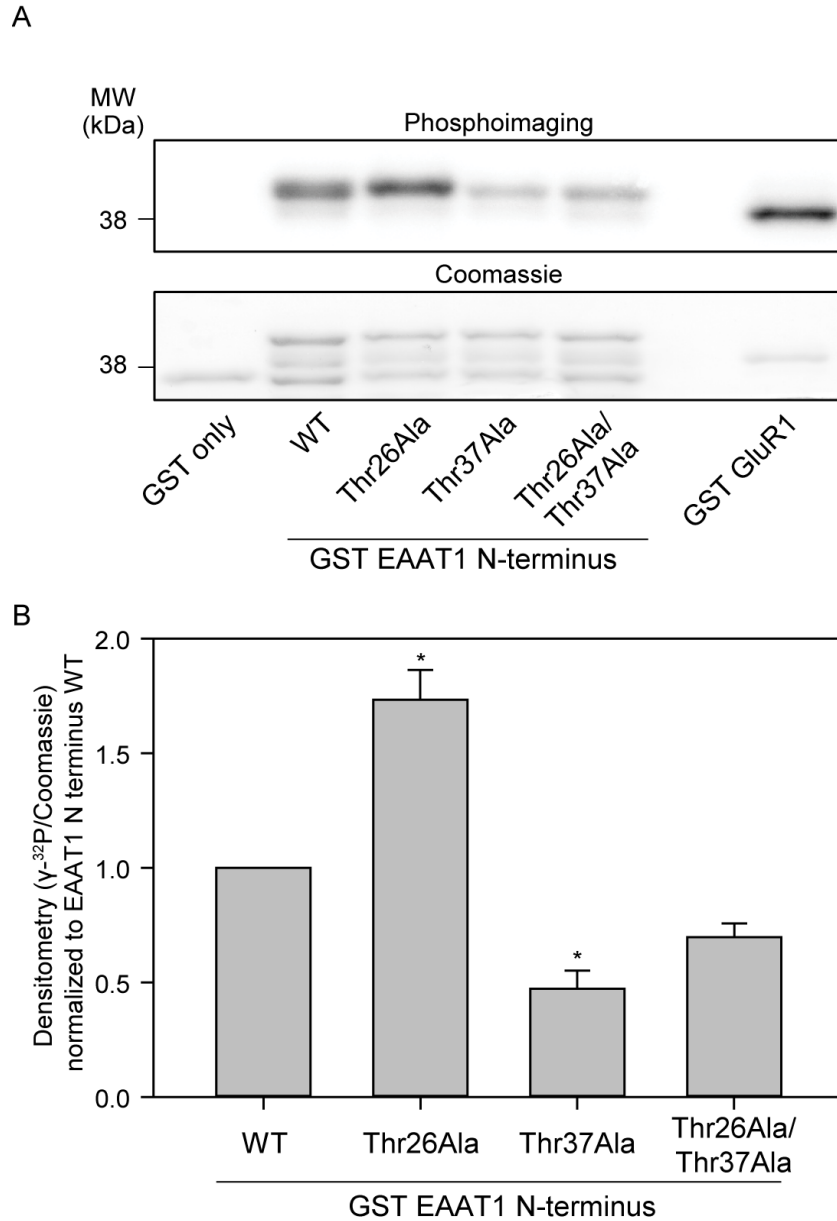 A
MW
(kDa)
Phosphoimaging
38
Coomassie
38
GST only
WT
Thr26Ala
Thr37Ala
Thr26Ala/
Thr37Ala
GST GluR1
GST EAAT1 N-terminus
B
Densitometry (γ-³²P/Coomassie)
normalized to EAAT1 N terminus WT
2.0
1.5
1.0
0.5
0.0
*
*
WT
Thr26Ala
Thr37Ala
Thr26Ala/
Thr37Ala
GST EAAT1 N-terminus